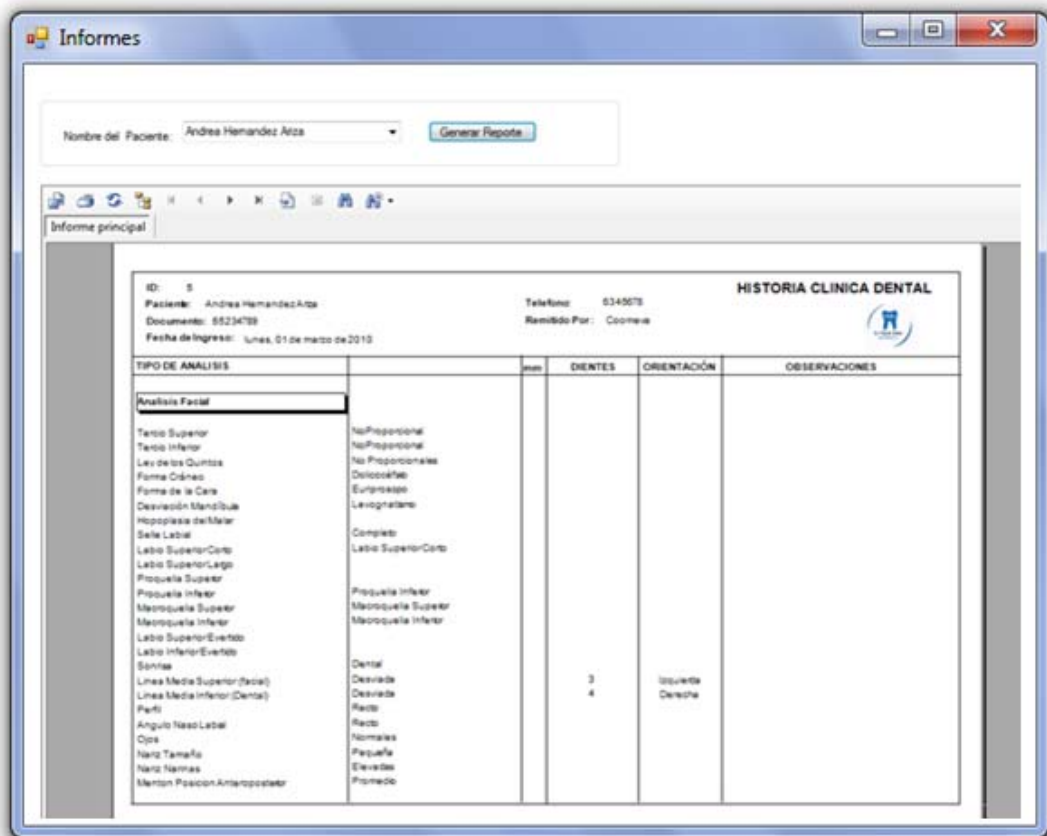 Informes
Nombre del Paciente: Andrea Hernandez Ariza Generar Reporte
Informe principal
ID: 5
HISTORIA CLINICA DENTAL
Paciente: Andrea Hernandez Ariza Telefono: 6345678
Documento: 65234789 Remitido Por: Coomeva
Fecha de Ingreso: lunes, 01 de marzo de 2010
TIPO DE ANALISIS mm DIENTES ORIENTACIÓN OBSERVACIONES
Analisis Facial
Tercio Superior NoProporcional
Tercio Inferior NoProporcional
Ley de los Quintos No Proporcionales
Forma Cráneo
Forma de la Cara
Desviación Mandíbula
Hopoplasia del Malar
Selle Labial Completo
Labio Superior Corto Labio Superior Corto
Labio Superior Largo
Proquelia Superior
Proquelia Inferior Proquelia Inferior
Macroquelia Superior Macroquelia Superior
Macroquelia Inferior Macroquelia Inferior
Labio Superior Evertido
Labio Inferior Evertido
Sonrisa Dental
Linea Media Superior (facial) Desviada 3 Izquierda
Linea Media Inferior (Dental) Desviada 4 Derecha
Perfil Recto
Angulo Naso Labial Recto
Ojos Normales
Nariz Tamaño Pequeña
Nariz Narinas Elevadas
Menton Posicion Anteroposterior Promedio